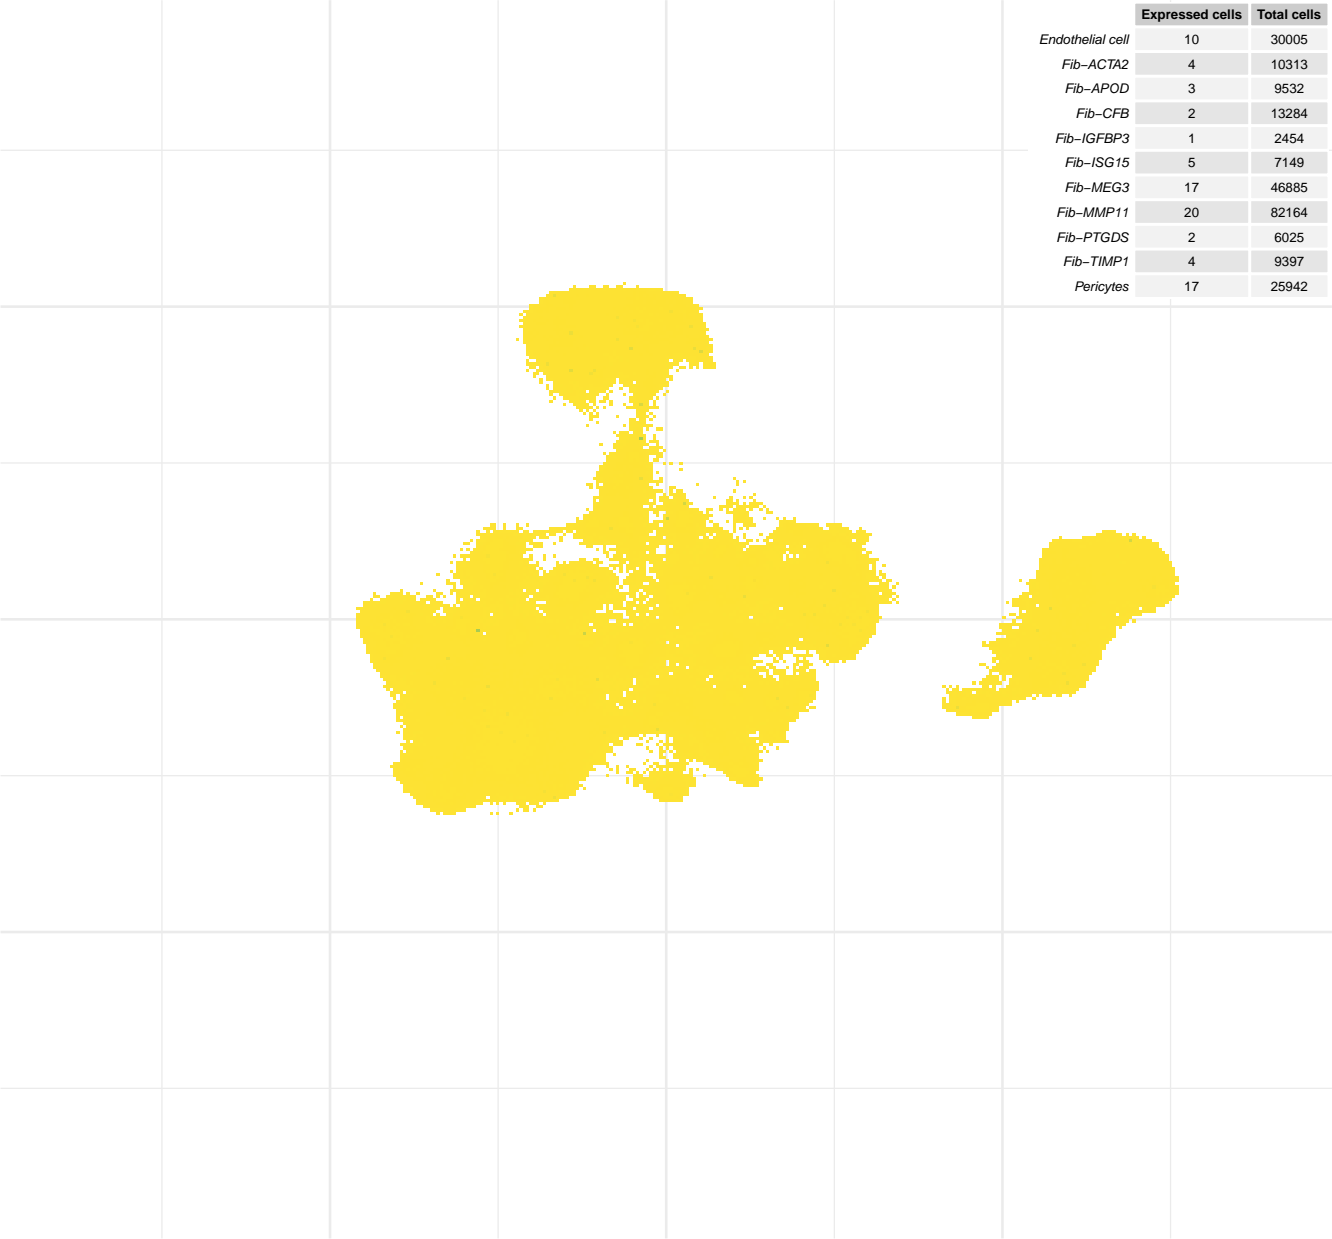 Expressed cells Total cells
Endothelial cell 10 30005
Fib−ACTA2 4 10313
Fib−APOD 3 9532
Fib−CFB 2 13284
Fib−IGFBP3 1 2454
Fib−ISG15 5 7149
Fib−MEG3 17 46885
Fib−MMP11 20 82164
Fib−PTGDS 2 6025
Fib−TIMP1 4 9397
Pericytes 17 25942